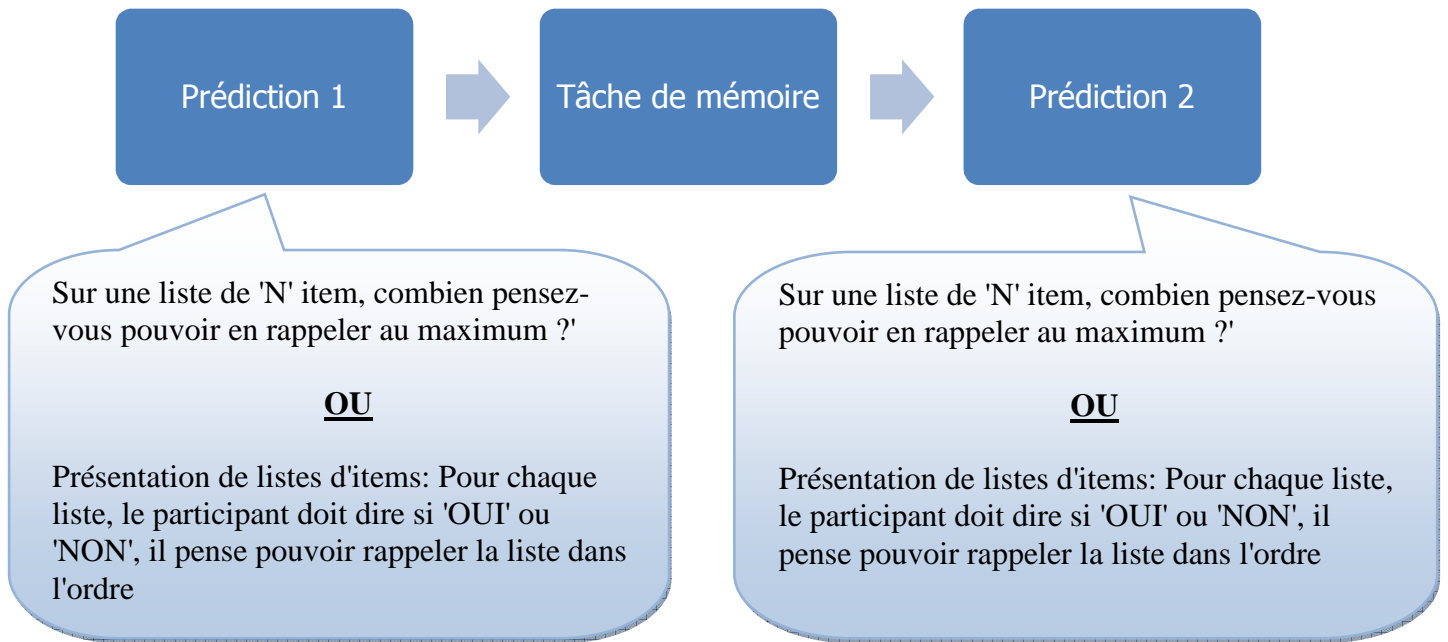 Prédiction 1
Tâche de mémoire
Prédiction 2
Sur une liste de 'N' item, combien pensez-
vous pouvoir en rappeler au maximum ?'
OU
Présentation de listes d'items: Pour chaque
liste, le participant doit dire si 'OUI' ou
'NON', il pense pouvoir rappeler la liste dans
l'ordre
Sur une liste de 'N' item, combien pensez-vous
pouvoir en rappeler au maximum ?'
OU
Présentation de listes d'items: Pour chaque liste,
le participant doit dire si 'OUI' ou 'NON', il
pense pouvoir rappeler la liste dans l'ordre